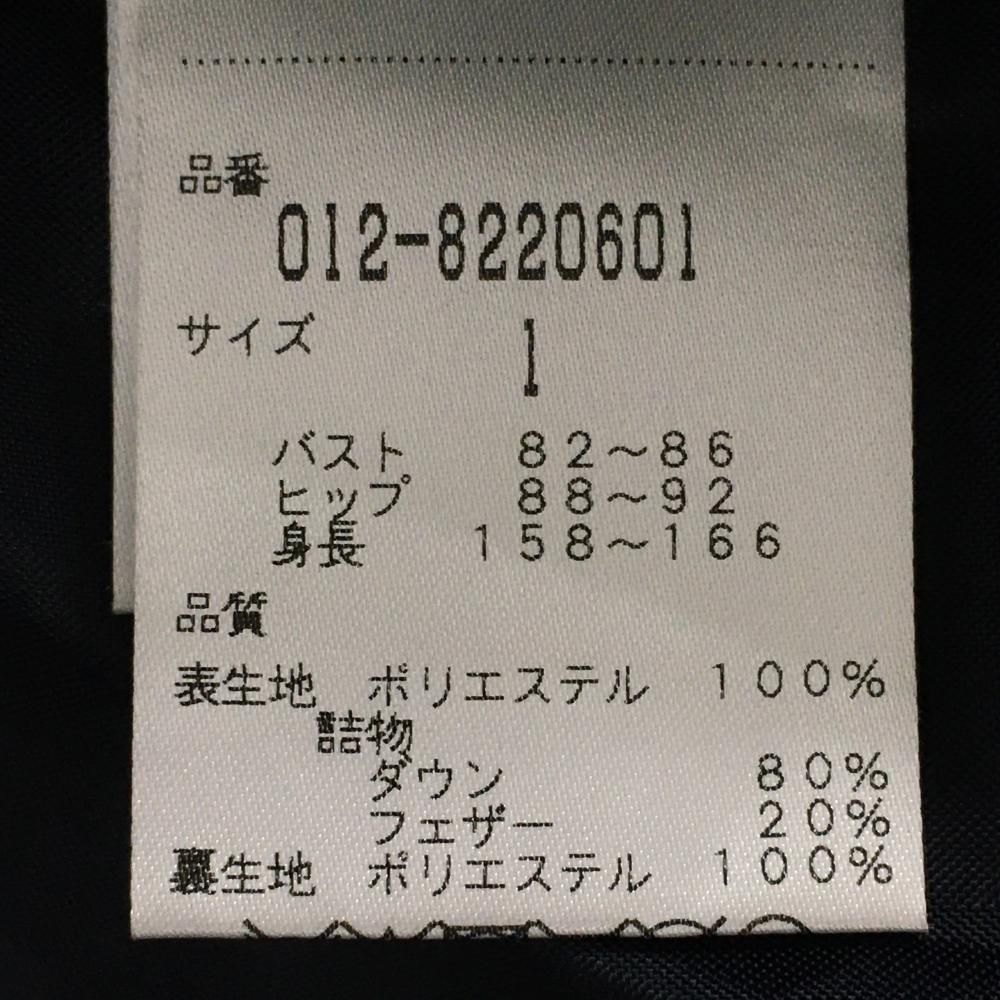 品番
012-8220601
サイズ 1
バスト 82～86
ヒップ 88～92
身長 158～166
品質
表生地 ポリエステル 100%
詰物
ダウン 80%
フェザー 20%
裏生地 ポリエステル 100%